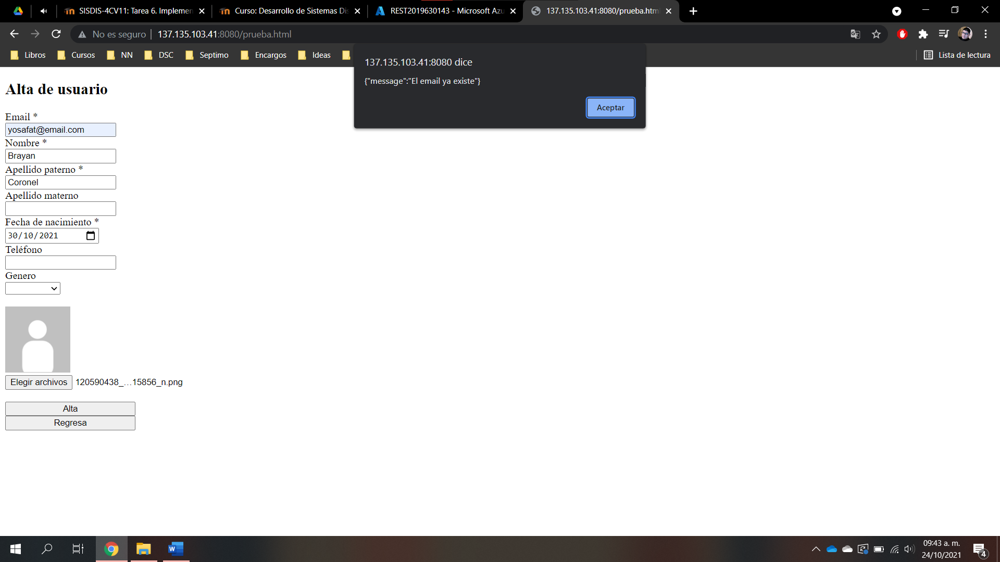 SISDIS-4CV11: Tarea 6. Implemen
Curso: Desarrollo de Sistemas Dis
REST2019630143 - Microsoft Azu
137.135.103.41:8080/prueba.html
No es seguro
137.135.103.41:8080/prueba.html
Libros
Cursos
NN
DSC
Septimo
Encargos
Ideas
Lista de lectura
137.135.103.41:8080 dice
{"message":"El email ya existe"}
Aceptar
Alta de usuario
Email *
yosafat@email.com
Nombre *
Brayan
Apellido paterno *
Coronel
Apellido materno
Fecha de nacimiento *
30/10/2021
Teléfono
Genero
Elegir archivos 120590438_...15856_n.png
Alta
Regresa
09:43 a. m.
24/10/2021
4